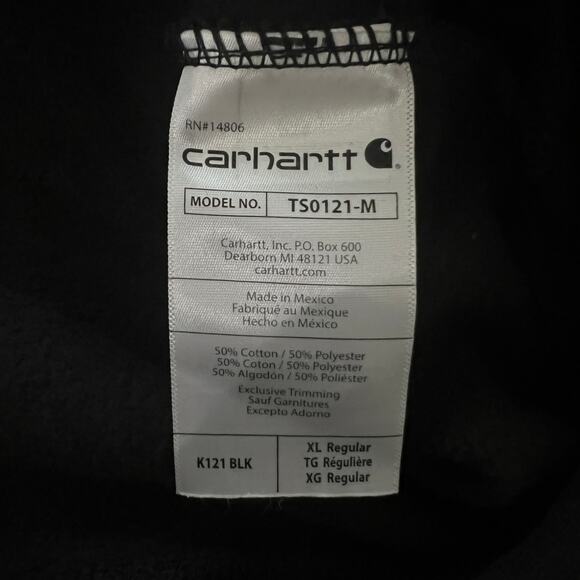 RN#14806
carhartt
MODEL NO. TS0121-M
Carhartt, Inc. P.O. Box 600
Dearborn MI 48121 USA
carhartt.com
Made in Mexico
Fabriqué au Mexique
Hecho en México
50% Cotton / 50% Polyester
50% Coton / 50% Polyester
50% Algodón / 50% Poliéster
Exclusive Trimming
Sauf Garnitures
Excepto Adorno
K121 BLK
XL Regular
TG Régulière
XG Regular